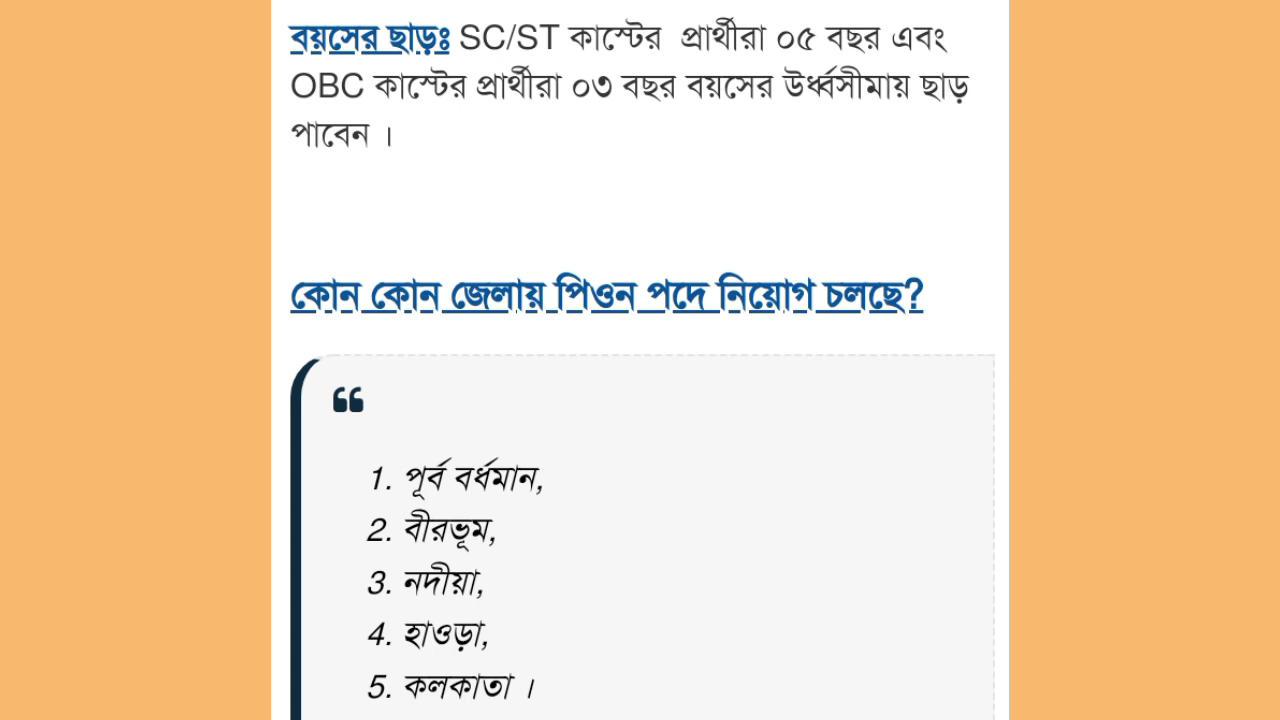 বয়সের ছাড়ঃ SC/ST কাস্টের প্রার্থীরা ০৫ বছর এবং
OBC কাস্টের প্রার্থীরা ০৩ বছর বয়সের উর্ধ্বসীমায় ছাড়
পাবেন ।
কোন কোন জেলায় পিওন পদে নিয়োগ চলছে?
“
1. পূর্ব বর্ধমান,
2. বীরভূম,
3. নদীয়া,
4. হাওড়া,
5. কলকাতা ।